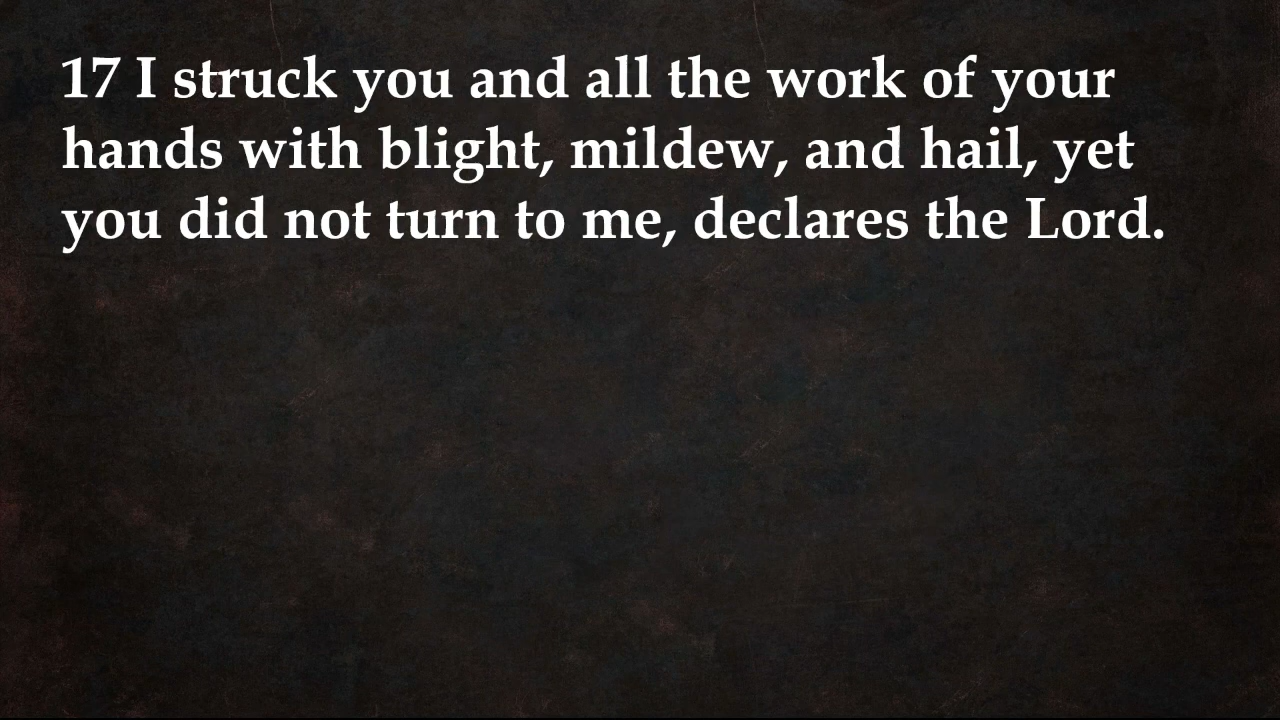 17 I struck you and all the work of your
hands with blight, mildew, and hail, yet
you did not turn to me, declares the Lord.